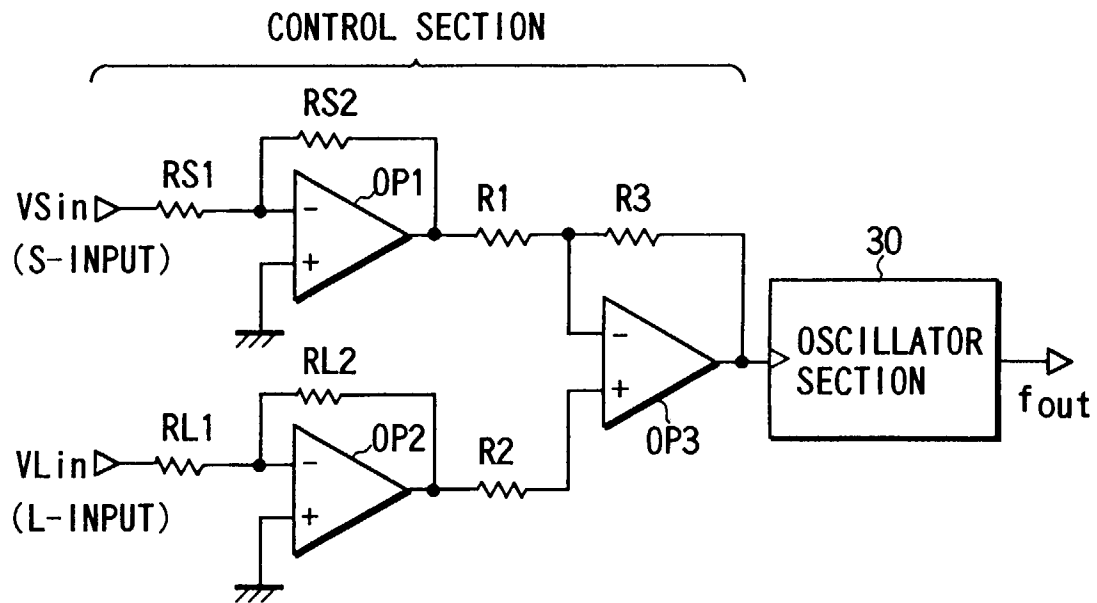 CONTROL SECTION
RS2
RS1
OP1
R1
R3
VSin
(S-INPUT)
−
+
30
OSCILLATOR
SECTION
fout
−
+
OP3
RL2
RL1
OP2
R2
VLin
(L-INPUT)
−
+